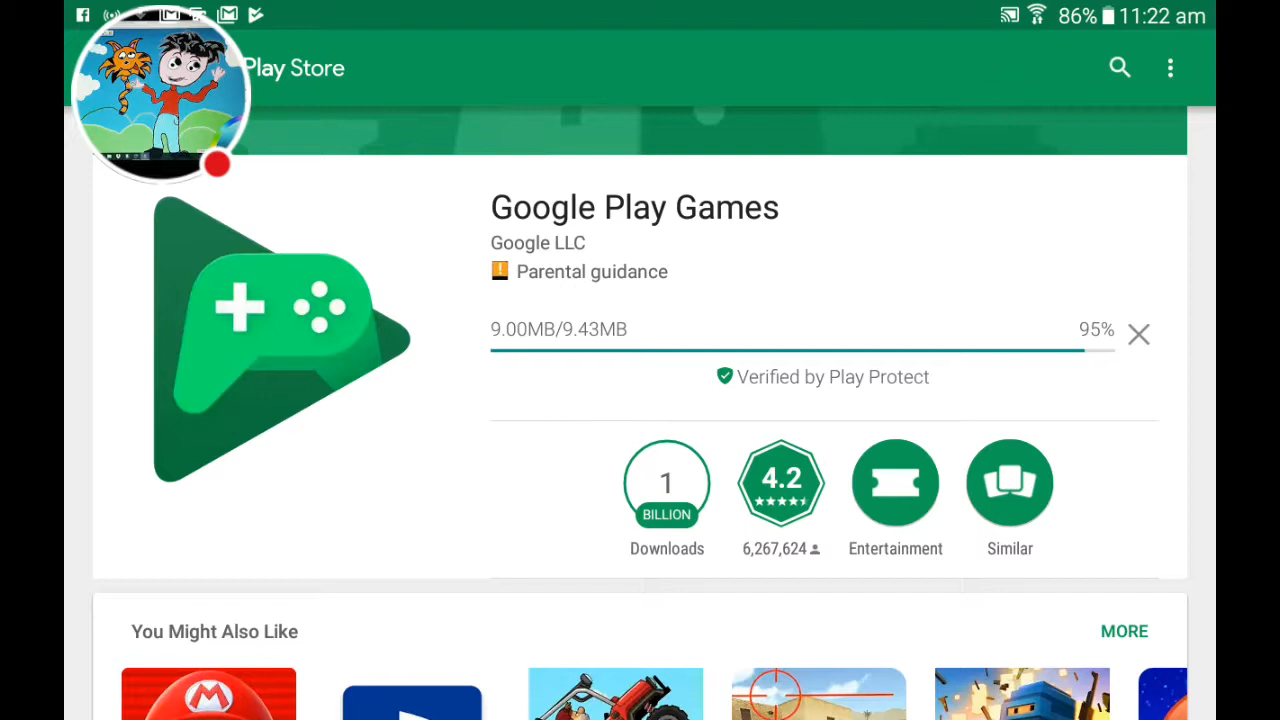 86% 11:22 am
Play Store
Google Play Games
Google LLC
Parental guidance
9.00MB/9.43MB 95%
Verified by Play Protect
1 4.2
BILLION
Downloads 6,267,624 Entertainment Similar
You Might Also Like MORE
M